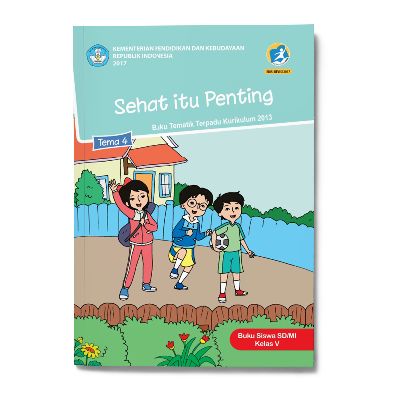 KEMENTERIAN PENDIDIKAN DAN KEBUDAYAAN
REPUBLIK INDONESIA
2017
Sehat itu Penting
Buku Tematik Terpadu Kurikulum 2013
Tema 4
Buku Siswa SD/MI
Kelas V